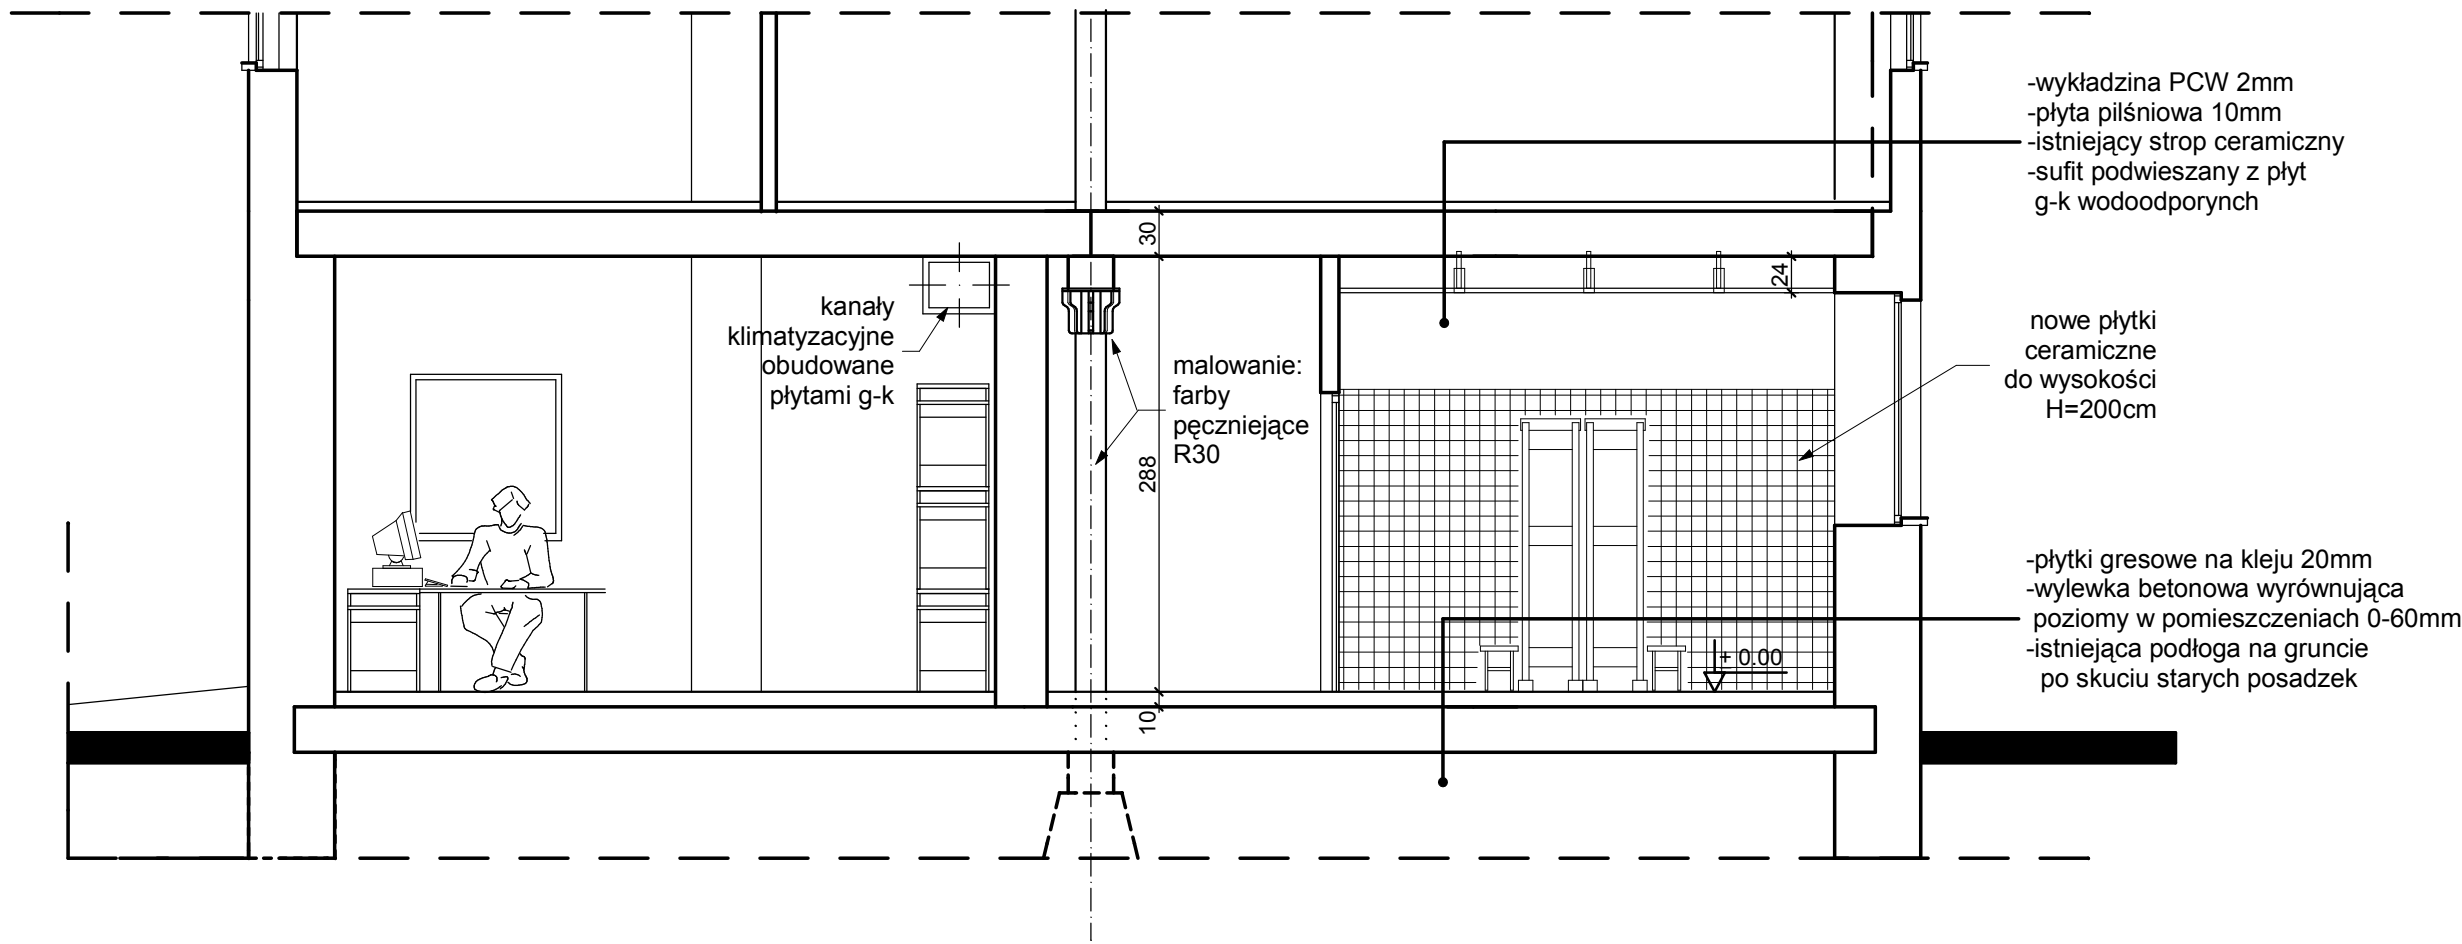 -wykładzina PCW 2mm
-płyta pilśniowa 10mm
-istniejący strop ceramiczny
-sufit podwieszany z płyt
g-k wodoodporynch
30
24
kanały
klimatyzacyjne
obudowane
płytami g-k
malowanie:
farby
pęczniejące
R30
nowe płytki
ceramiczne
do wysokości
H=200cm
288
-płytki gresowe na kleju 20mm
-wylewka betonowa wyrównująca
poziomy w pomieszczeniach 0-60mm
-istniejąca podłoga na gruncie
po skuciu starych posadzek
+ 0.00
10